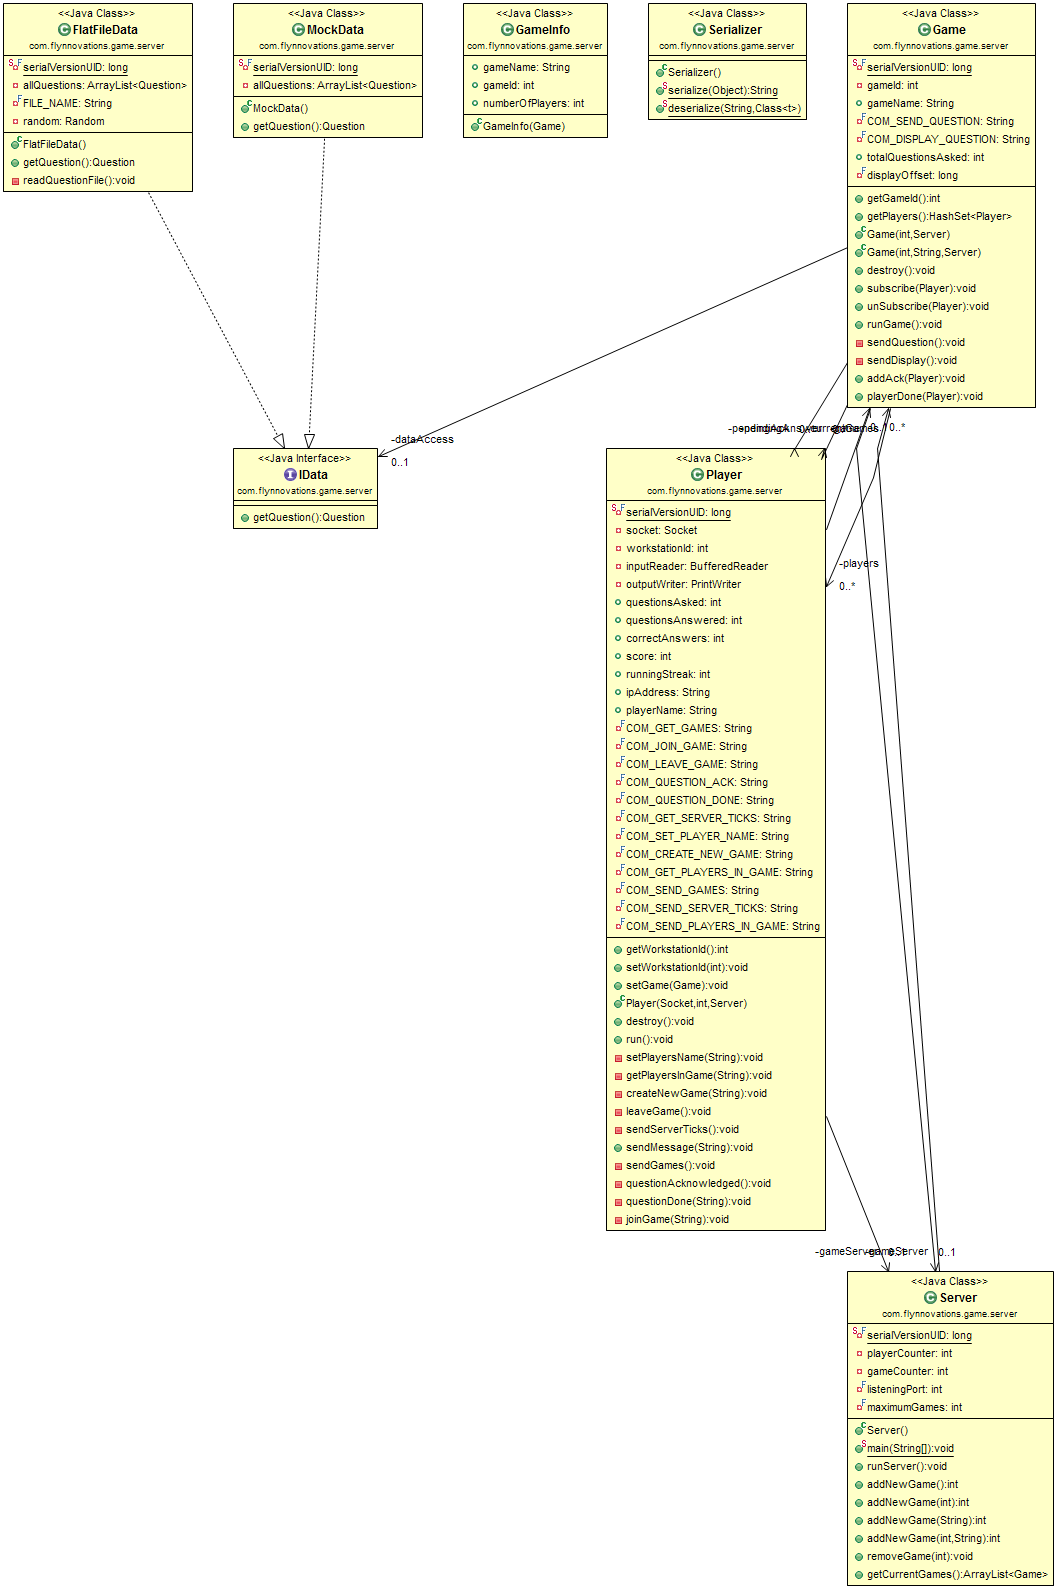 <<Java Class>>
FlatFileData
com.flynnovations.game.server
serialVersionUID: long
allQuestions: ArrayList<Question>
FILE_NAME: String
random: Random
FlatFileData()
getQuestion():Question
readQuestionFile():void
<<Java Class>>
MockData
com.flynnovations.game.server
serialVersionUID: long
allQuestions: ArrayList<Question>
MockData()
getQuestion():Question
<<Java Class>>
GameInfo
com.flynnovations.game.server
gameName: String
gameId: int
numberOfPlayers: int
GameInfo(Game)
<<Java Class>>
Serializer
com.flynnovations.game.server
Serializer()
serialize(Object):String
deserialize(String,Class<t>)
<<Java Class>>
Game
com.flynnovations.game.server
serialVersionUID: long
gameId: int
gameName: String
COM_SEND_QUESTION: String
COM_DISPLAY_QUESTION: String
totalQuestionsAsked: int
displayOffset: long
getGameId():int
getPlayers():HashSet<Player>
Game(int,Server)
Game(int,String,Server)
destroy():void
subscribe(Player):void
unSubscribe(Player):void
runGame():void
sendQuestion():void
sendDisplay():void
addAck(Player):void
playerDone(Player):void
-dataAccess
0..1
0..*
<<Java Interface>>
IData
com.flynnovations.game.server
getQuestion():Question
<<Java Class>>
Player
com.flynnovations.game.server
serialVersionUID: long
socket: Socket
workstationId: int
inputReader: BufferedReader
outputWriter: PrintWriter
questionsAsked: int
questionsAnswered: int
correctAnswers: int
score: int
runningStreak: int
ipAddress: String
playerName: String
COM_GET_GAMES: String
COM_JOIN_GAME: String
COM_LEAVE_GAME: String
COM_QUESTION_ACK: String
COM_QUESTION_DONE: String
COM_GET_SERVER_TICKS: String
COM_SET_PLAYER_NAME: String
COM_CREATE_NEW_GAME: String
COM_GET_PLAYERS_IN_GAME: String
COM_SEND_GAMES: String
COM_SEND_SERVER_TICKS: String
COM_SEND_PLAYERS_IN_GAME: String
getWorkstationId():int
setWorkstationId(int):void
setGame(Game):void
Player(Socket,int,Server)
destroy():void
run():void
setPlayersName(String):void
getPlayersInGame(String):void
createNewGame(String):void
leaveGame():void
sendServerTicks():void
sendMessage(String):void
sendGames():void
questionAcknowledged():void
questionDone(String):void
joinGame(String):void
-players
0..*
-gameServer
0..1
<<Java Class>>
Server
com.flynnovations.game.server
serialVersionUID: long
playerCounter: int
gameCounter: int
listeningPort: int
maximumGames: int
Server()
main(String[]):void
runServer():void
addNewGame():int
addNewGame(int):int
addNewGame(String):int
addNewGame(int,String):int
removeGame(int):void
getCurrentGames():ArrayList<Game>